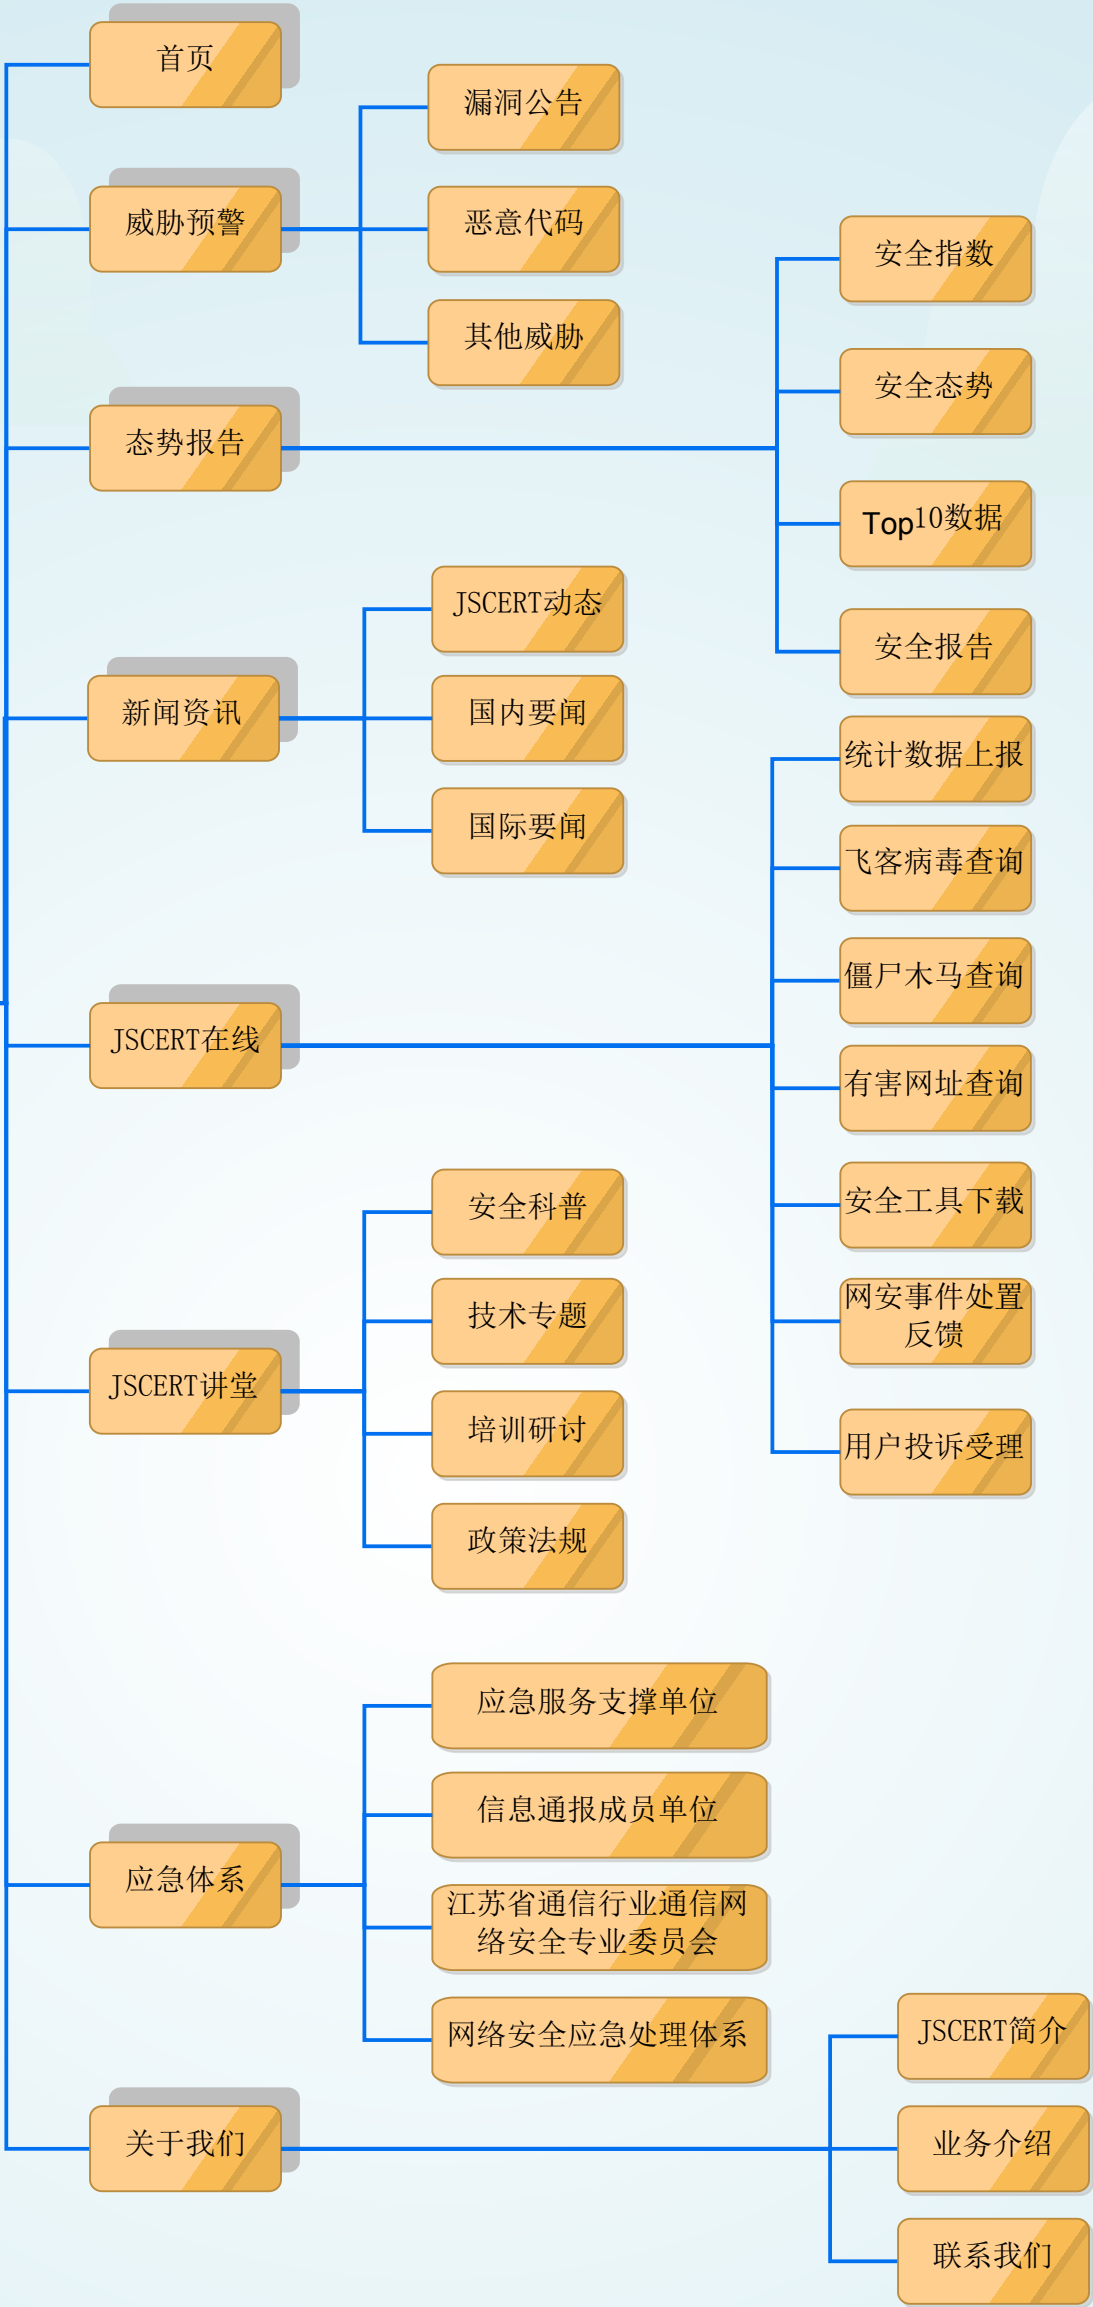 首页
威胁预警
漏洞公告
恶意代码
其他威胁
态势报告
安全指数
安全态势
Top10数据
安全报告
新闻资讯
JSCERT动态
国内要闻
国际要闻
JSCERT在线
统计数据上报
飞客病毒查询
僵尸木马查询
有害网址查询
安全工具下载
网安事件处置
反馈
用户投诉受理
JSCERT讲堂
安全科普
技术专题
培训研讨
政策法规
应急体系
应急服务支撑单位
信息通报成员单位
江苏省通信行业通信网
络安全专业委员会
网络安全应急处理体系
关于我们
JSCERT简介
业务介绍
联系我们